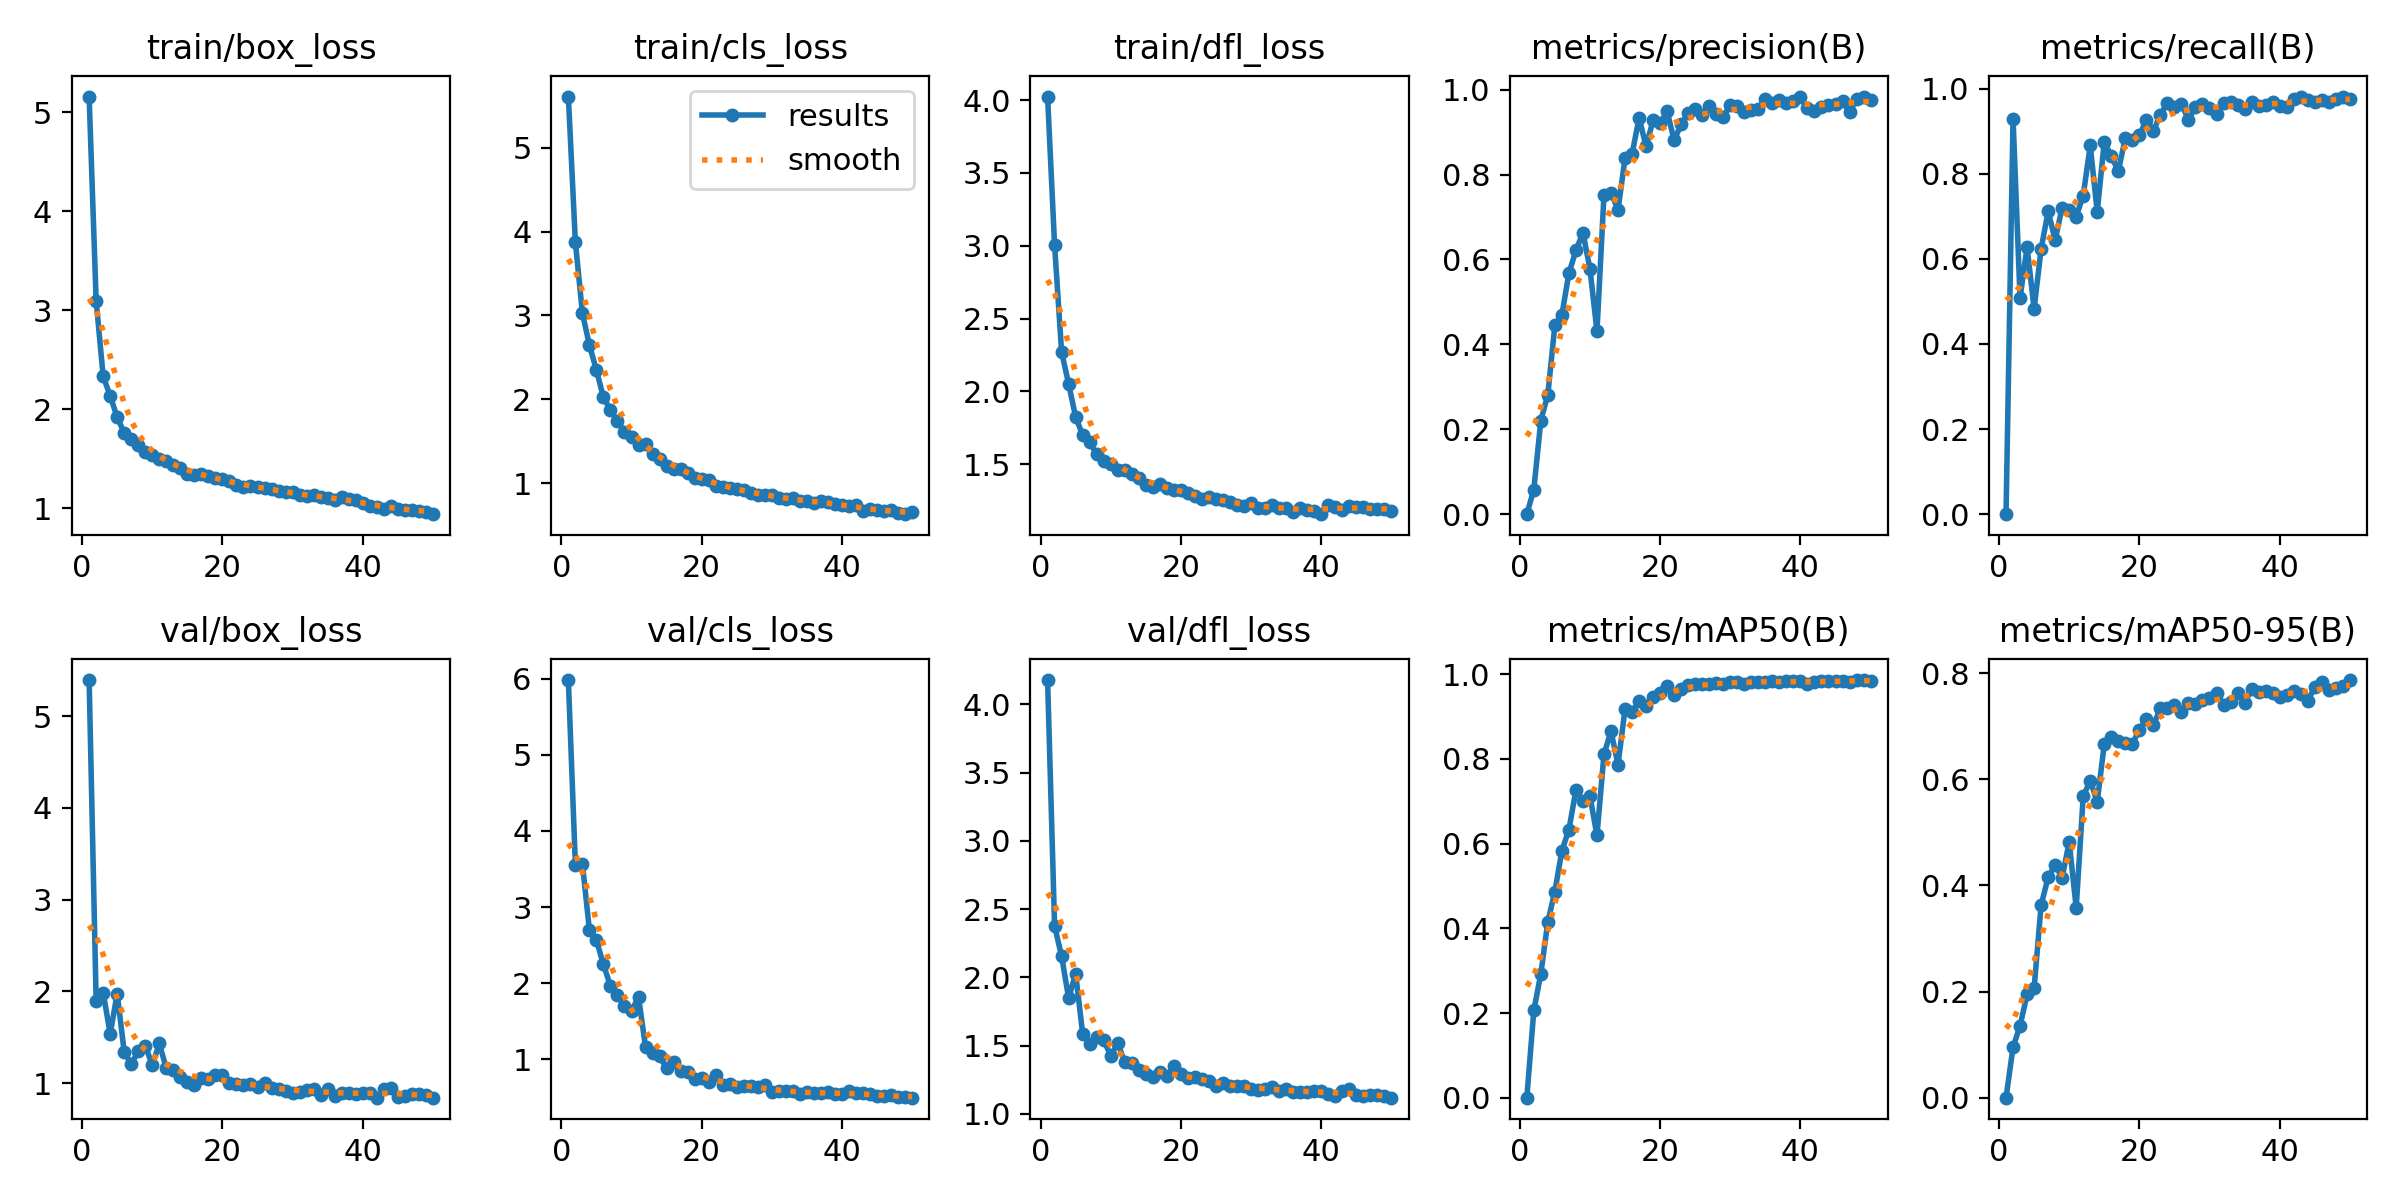 train/box_loss
5
4
3
2
1
0 20 40
train/cls_loss
results
smooth
5
4
3
2
1
0 20 40
train/dfl_loss
4.0
3.5
3.0
2.5
2.0
1.5
0 20 40
metrics/precision(B)
1.0
0.8
0.6
0.4
0.2
0.0
0 20 40
metrics/recall(B)
1.0
0.8
0.6
0.4
0.2
0.0
0 20 40
val/box_loss
5
4
3
2
1
0 20 40
val/cls_loss
6
5
4
3
2
1
0 20 40
val/dfl_loss
4.0
3.5
3.0
2.5
2.0
1.5
1.0
0 20 40
metrics/mAP50(B)
1.0
0.8
0.6
0.4
0.2
0.0
0 20 40
metrics/mAP50-95(B)
0.8
0.6
0.4
0.2
0.0
0 20 40